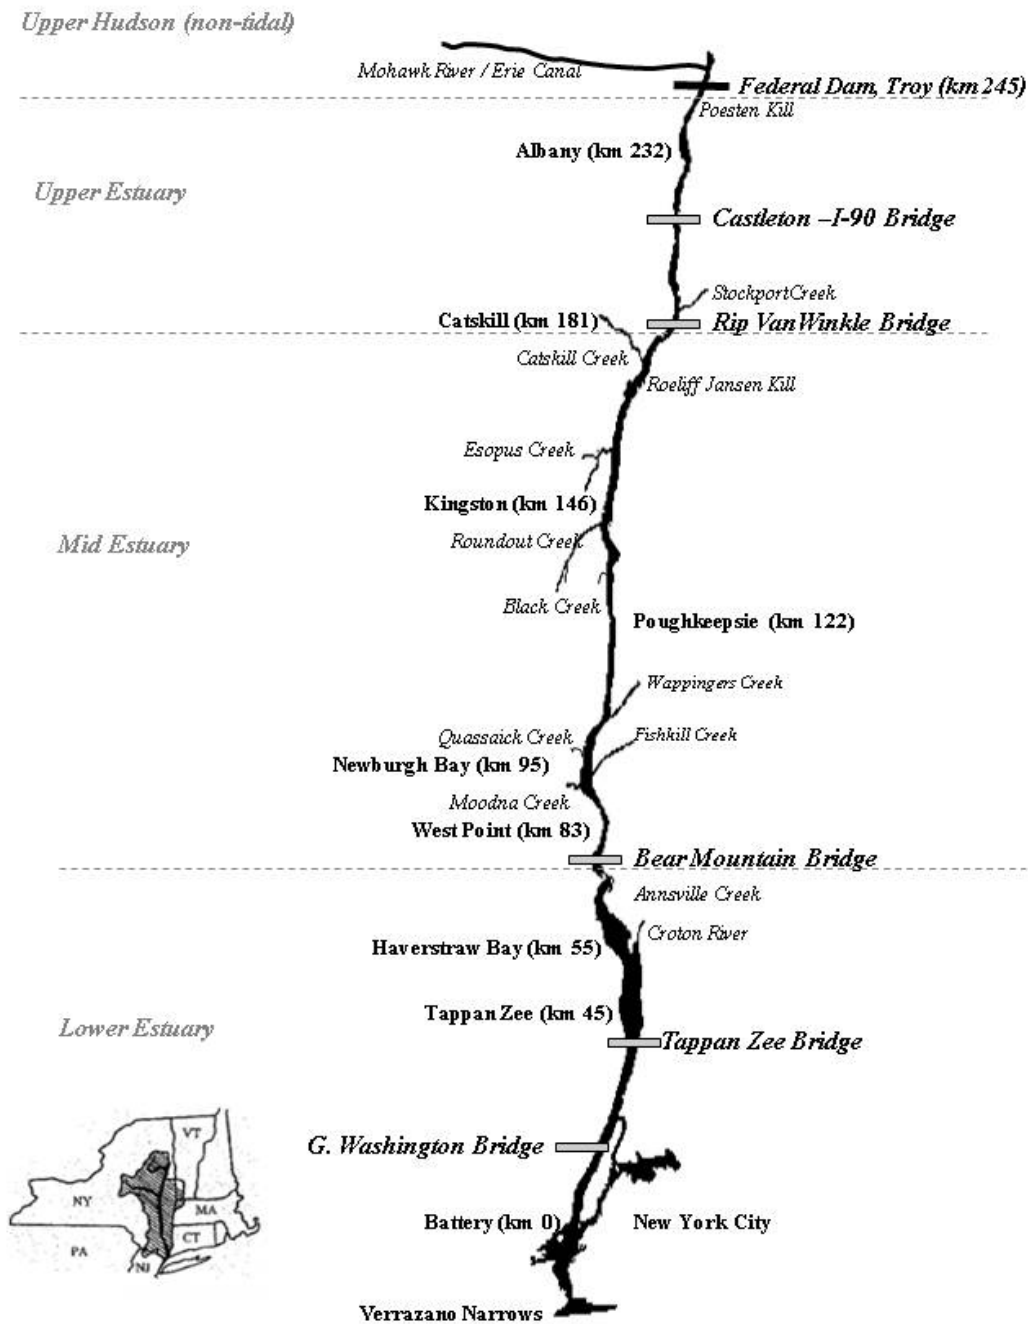 Upper Hudson (non-tidal)
Mohawk River / Erie Canal
Federal Dam, Troy (km 245)
Poesten Kill
Albany (km 232)
Upper Estuary
Castleton –I-90 Bridge
Stockport Creek
Catskill (km 181)
Rip Van Winkle Bridge
Catskill Creek
Roeliff Jansen Kill
Esopus Creek
Kingston (km 146)
Roundout Creek
Mid Estuary
Black Creek
Poughkeepsie (km 122)
Wappingers Creek
Quassaick Creek
Fishkill Creek
Newburgh Bay (km 95)
Moodna Creek
West Point (km 83)
Bear Mountain Bridge
Annsville Creek
Croton River
Haverstraw Bay (km 55)
Tappan Zee (km 45)
Lower Estuary
Tappan Zee Bridge
G. Washington Bridge
VT
NY
MA
CT
PA
NJ
Battery (km 0)
New York City
Verrazano Narrows